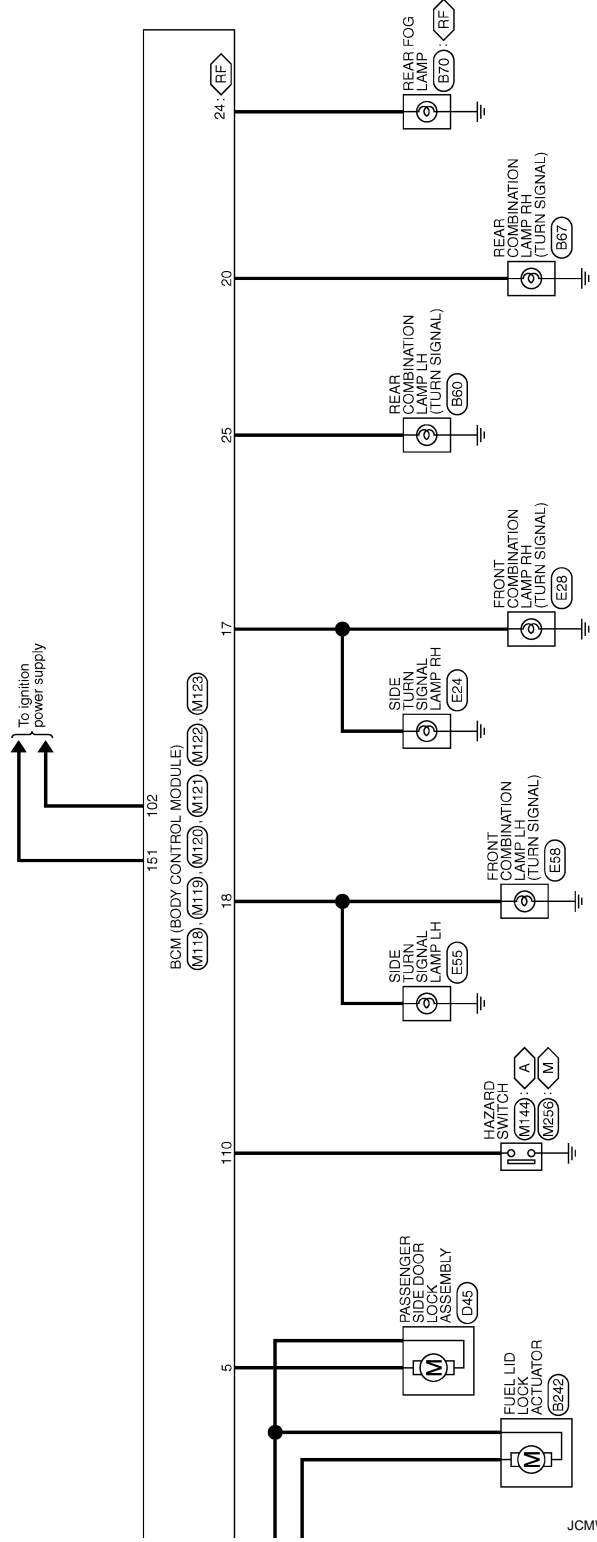 To ignition
power supply
151
102
BCM (BODY CONTROL MODULE)
M118 , M119 , M120 , M121 , M122 , M123
5
110
18
17
25
20
24 : RF
FUEL LID
LOCK
ACTUATOR
B242
PASSENGER
SIDE DOOR
LOCK
ASSEMBLY
D45
M
M
HAZARD
SWITCH
M144 : A
M256 : M
SIDE
TURN
SIGNAL
LAMP LH
E55
FRONT
COMBINATION
LAMP LH
(TURN SIGNAL)
E58
SIDE
TURN
SIGNAL
LAMP RH
E24
FRONT
COMBINATION
LAMP RH
(TURN SIGNAL)
E28
REAR
COMBINATION
LAMP LH
(TURN SIGNAL)
B60
REAR
COMBINATION
LAMP RH
(TURN SIGNAL)
B67
REAR FOG
LAMP
B70 : RF